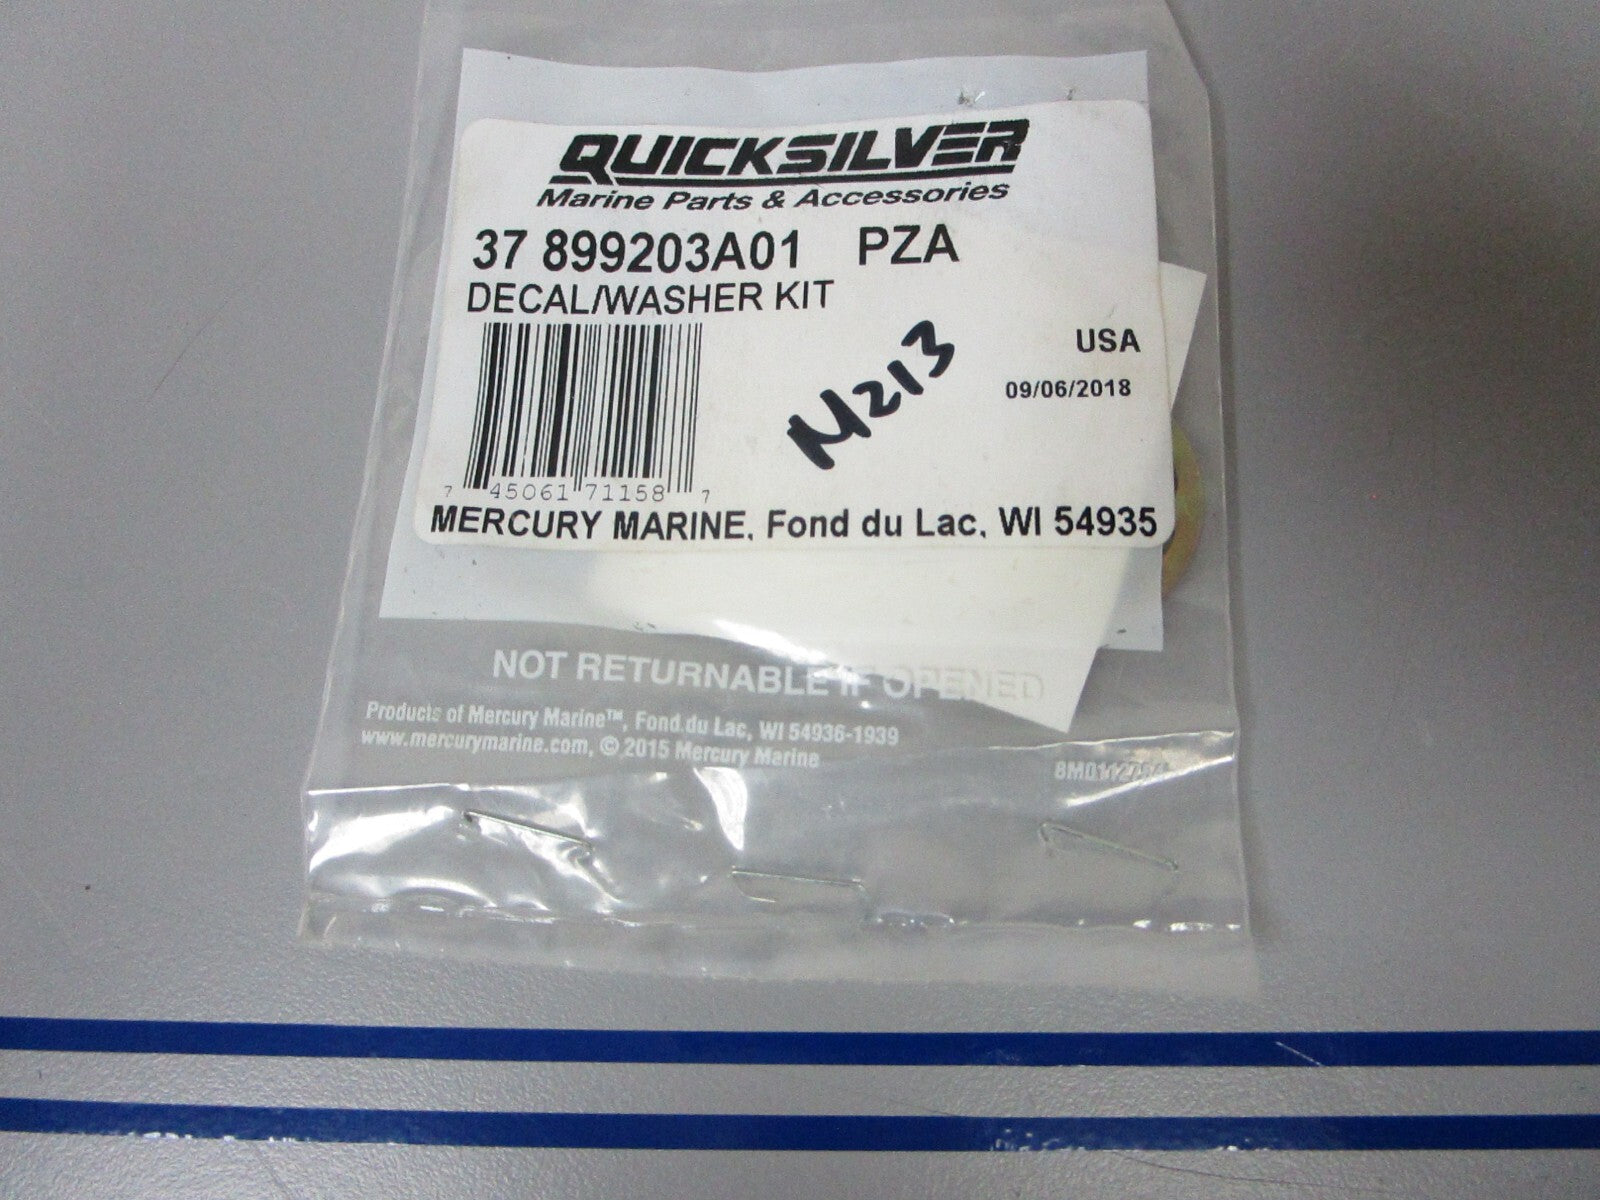 QUICKSILVER
Marine Parts & Accessories
37 899203A01 PZA
DECAL/WASHER KIT
USA
M213
09/06/2018
7 45061 71158 7
MERCURY MARINE, Fond du Lac, WI 54935
NOT RETURNABLE IF OPENED
Products of Mercury Marine™, Fond du Lac, WI 54936-1939
www.mercurymarine.com, © 2015 Mercury Marine